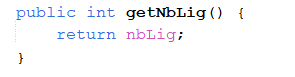 public int getNbLig() {
    return nbLig;
}